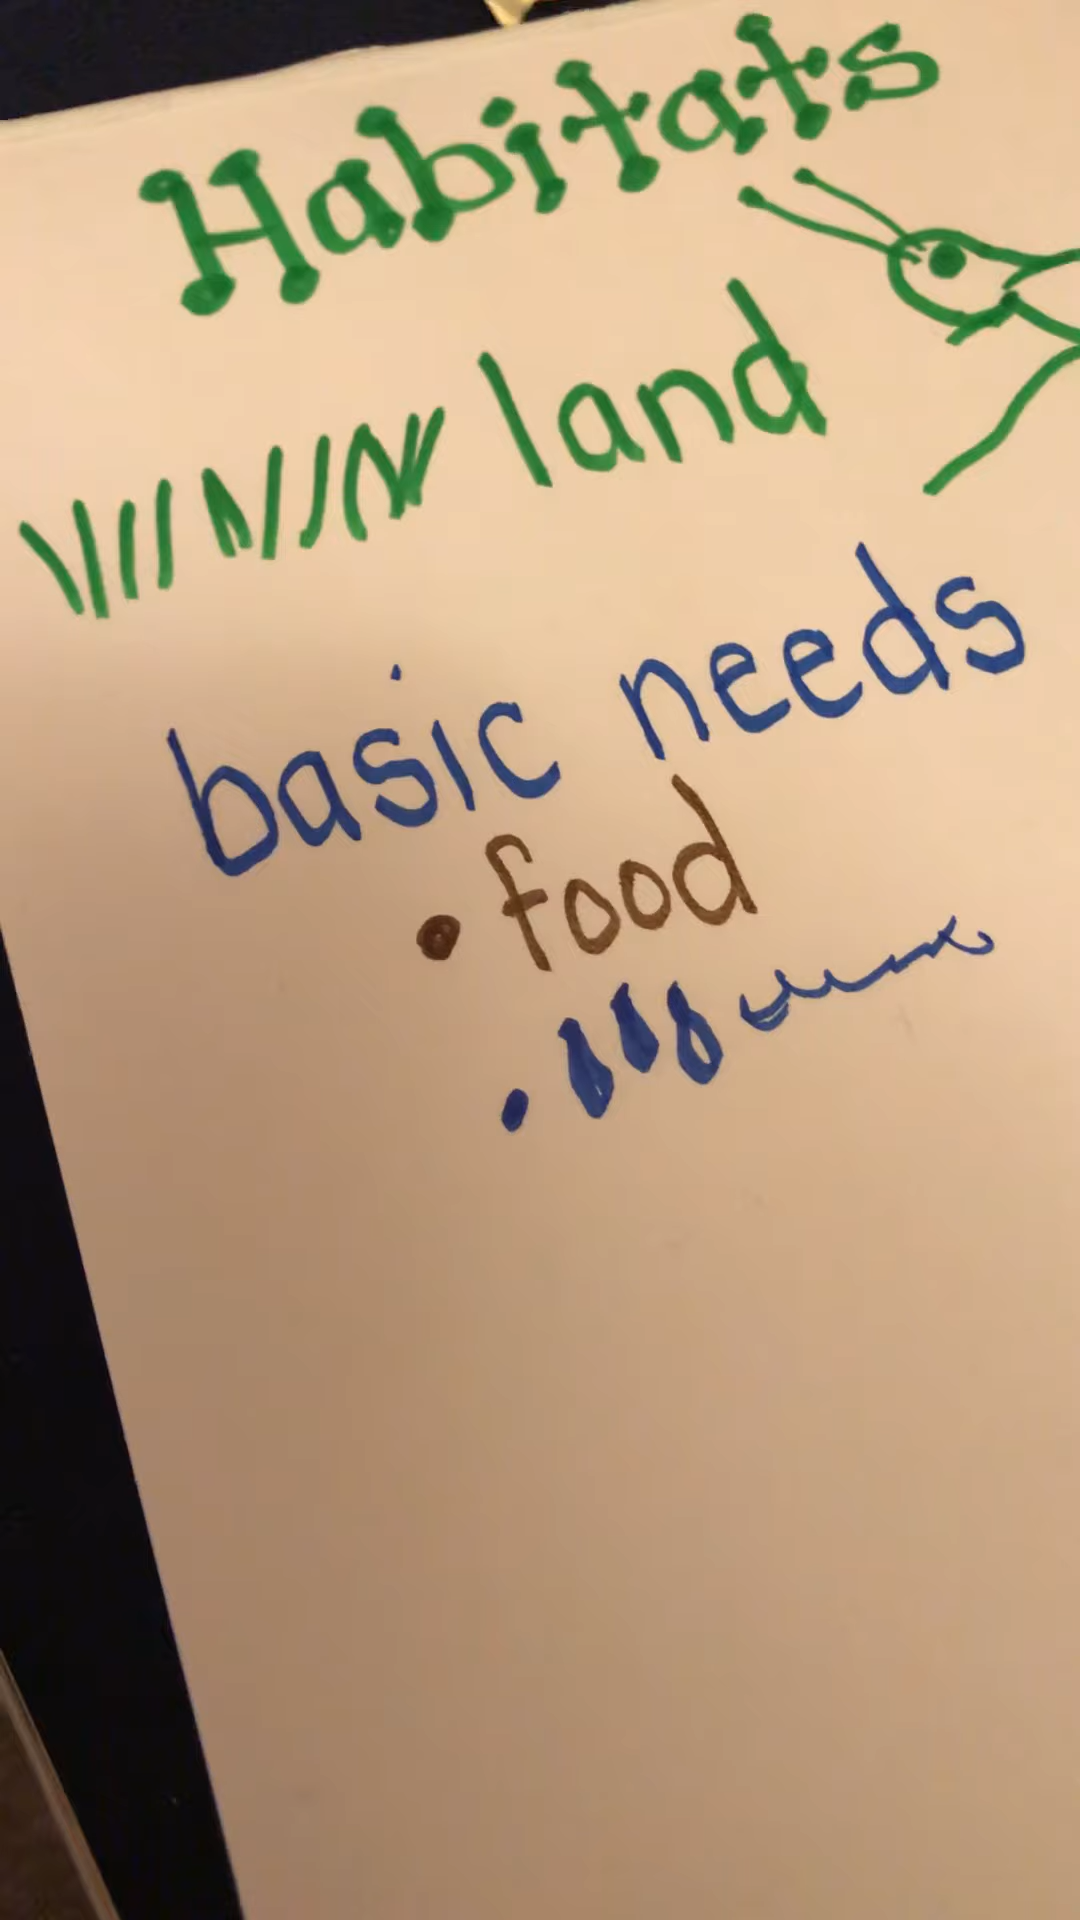 Habitats
land
basic needs
• food
•